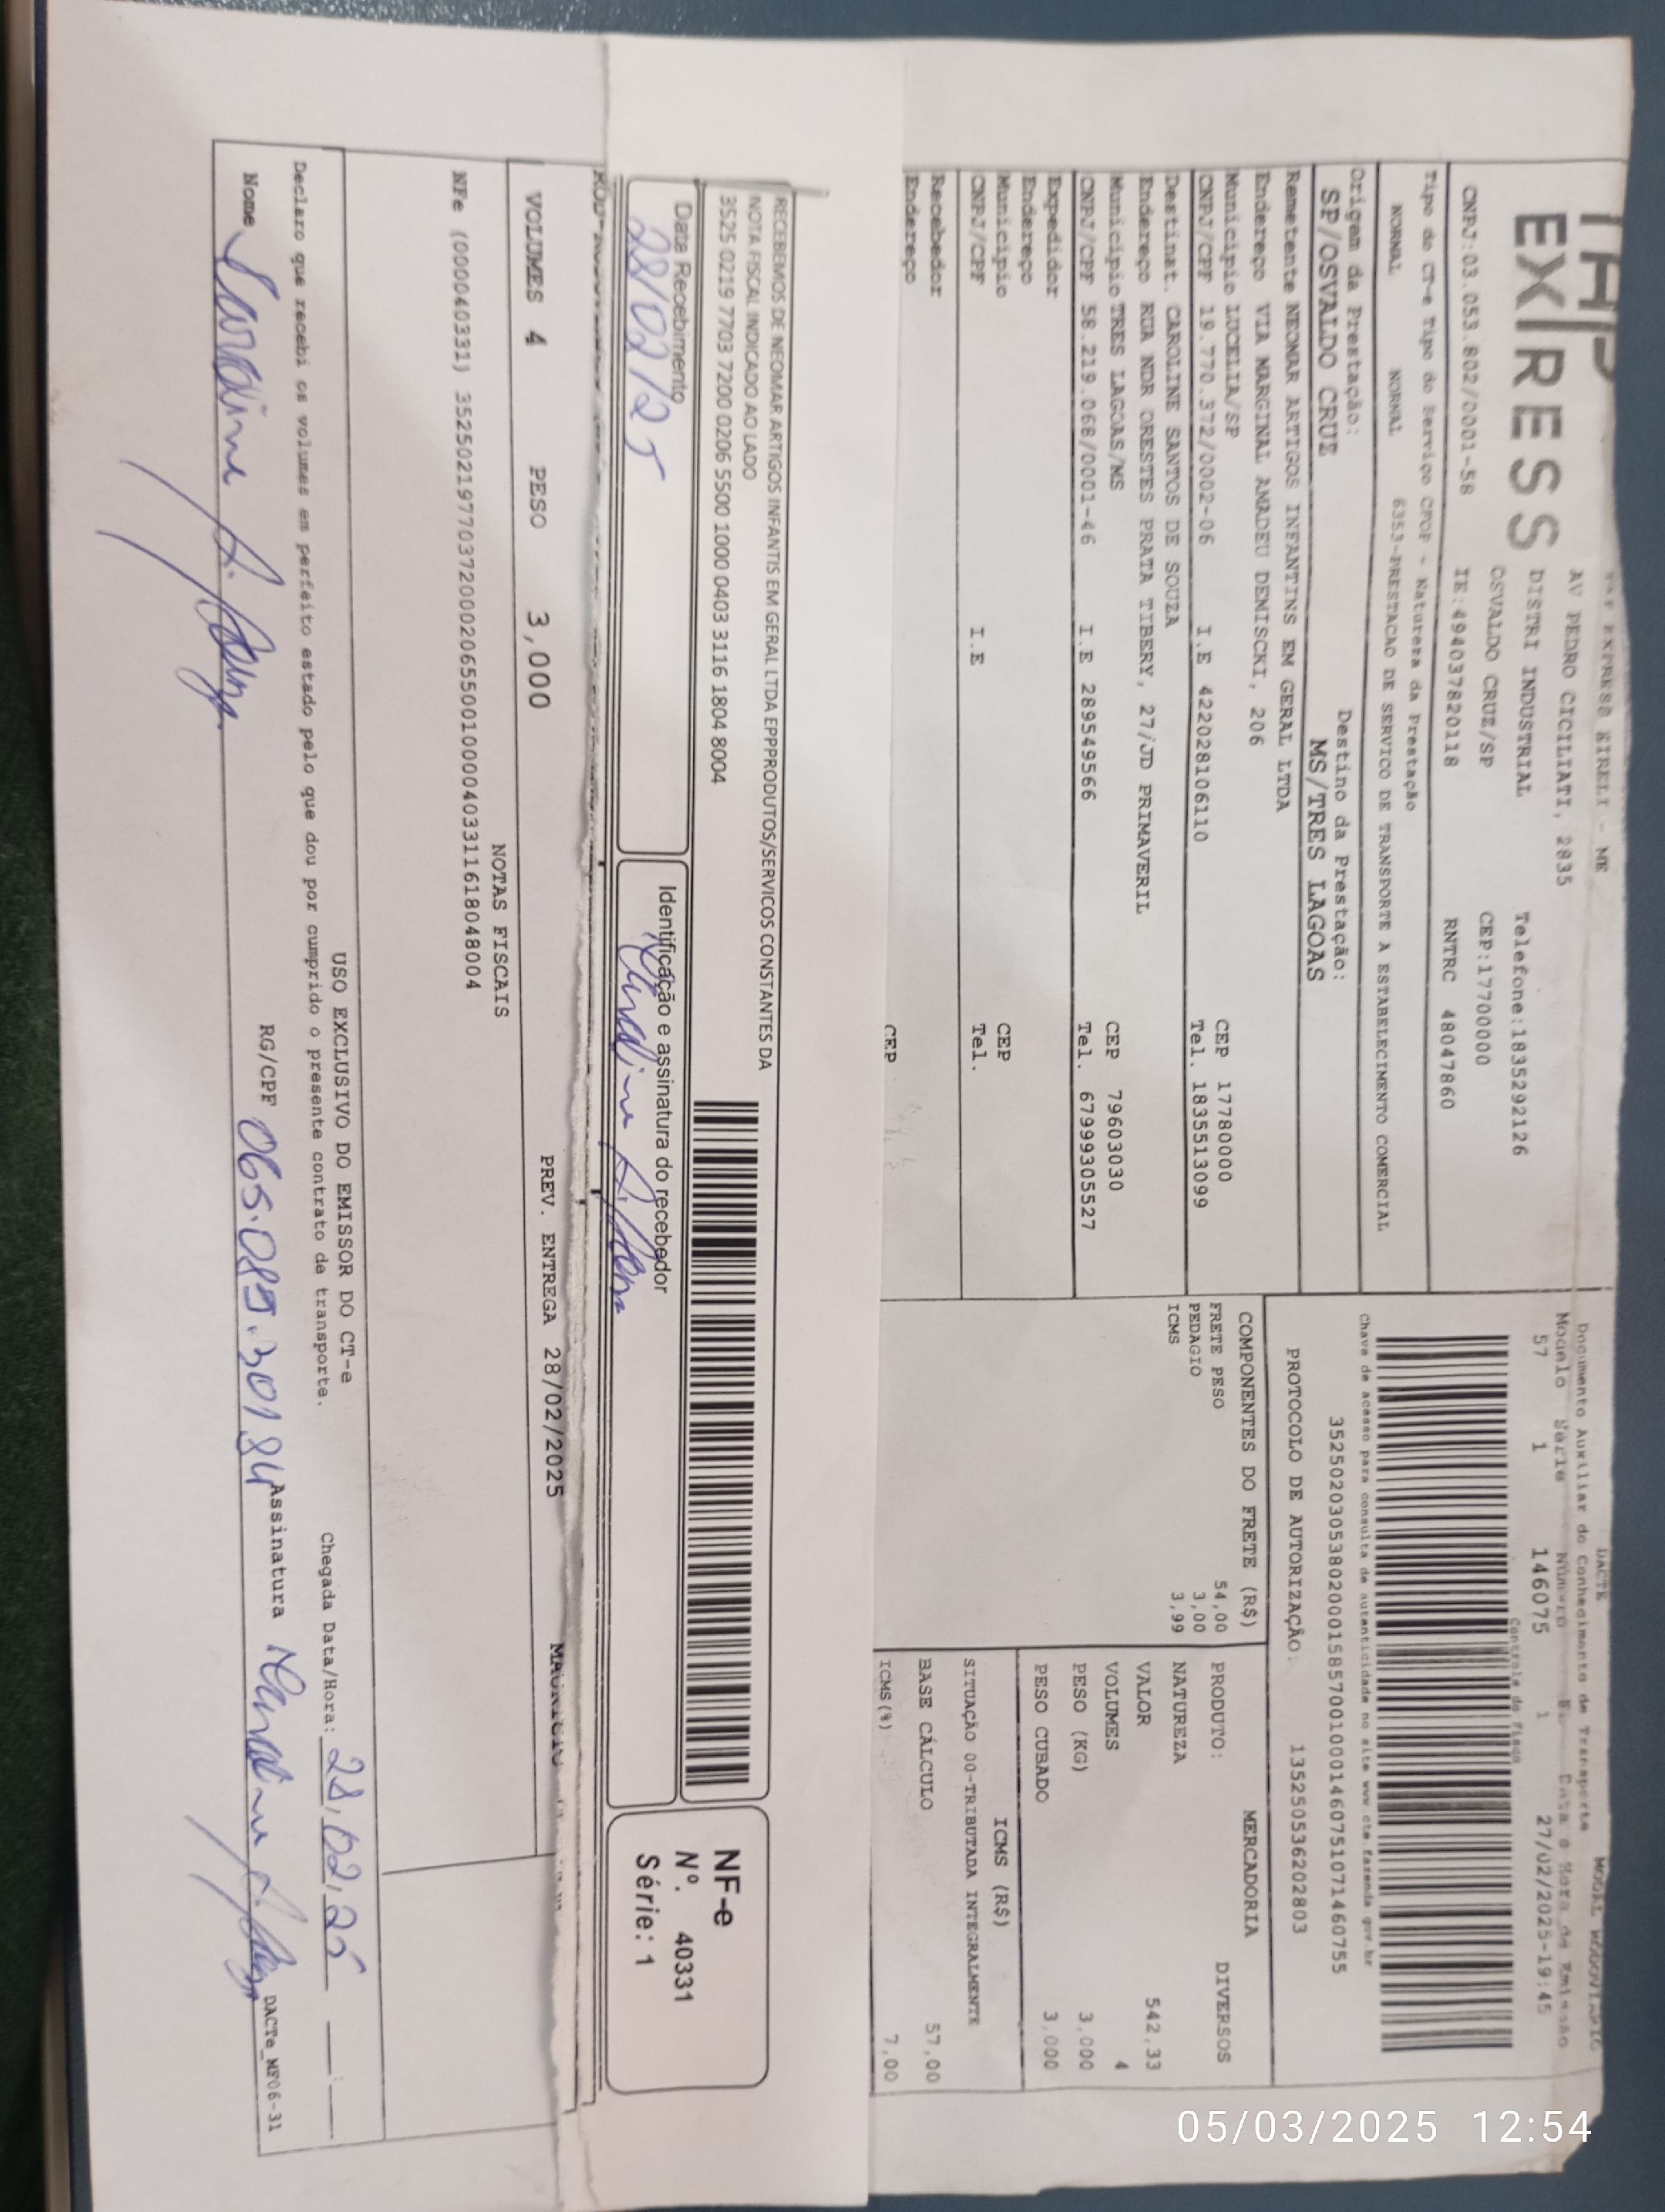 EXPRESS
EXPRESS EIRELI - ME
AV PEDRO CICILIATI, 2835
DISTRI INDUSTRIAL Telefone:1835292126
OSVALDO CRUZ/SP CEP:17700000
CNPJ:03.053.802/0001-58 IE:494037820118 RNTRC 48047860
DACTE MODAL RODOVIARIO
Documento Auxiliar do Conhecimento de Transporte
Modelo Série Número Data e Hora de Emissão
57 1 146075 1 27/02/2025-19:45
Controle do Fisco
Chave de acesso para consulta de autenticidade no site www.cte.fazenda.gov.br
35250203053802000158570010001460751071460755
PROTOCOLO DE AUTORIZAÇÃO: 135250536202803
Tipo do CT-e Tipo do Serviço CFOP - Natureza da Prestação
NORMAL NORMAL 6353-PRESTACAO DE SERVICO DE TRANSPORTE A ESTABELECIMENTO COMERCIAL
Origem da Prestação: Destino da Prestação:
SP/OSVALDO CRUZ MS/TRES LAGOAS
Remetente NEOMAR ARTIGOS INFANTINS EM GERAL LTDA
Endereço VIA MARGINAL AMADEU DEMISCKI, 206
Municipio LUCELIA/SP CEP 17780000
CNPJ/CPF 19.770.372/0002-06 I.E 422028106110 Tel. 1835513099
Destinat. CAROLINE SANTOS DE SOUZA
Endereço RUA NDR ORESTES PRATA TIBERY, 27/JD PRIMAVERIL
Municipio TRES LAGOAS/MS CEP 79603030
CNPJ/CPF 58.219.068/0001-46 I.E 289549566 Tel. 67999305527
Expedidor
Endereço
Municipio CEP
CNPJ/CPF I.E Tel.
Recebedor
Endereço CEP
COMPONENTES DO FRETE (R$)
FRETE PESO 54,00
PEDAGIO 3,00
ICMS 3,99
MERCADORIA
PRODUTO: DIVERSOS
NATUREZA
VALOR 542,33
VOLUMES 4
PESO (KG) 3,000
PESO CUBADO 3,000
ICMS (R$)
SITUAÇÃO 00-TRIBUTADA INTEGRALMENTE
BASE CÁLCULO 57,00
ICMS(%) 7,00
RECEBEMOS DE NEOMAR ARTIGOS INFANTIS EM GERAL LTDA EPPPRODUTOS/SERVICOS CONSTANTES DA
NOTA FISCAL INDICADO AO LADO
3525 0219 7703 7200 0206 5500 1000 0403 3116 1804 8004
Data Recebimento Identificação e assinatura do recebedor
28/02/25
NF-e
Nº. 40331
Série: 1
VOLUMES 4 PESO 3,000 PREV. ENTREGA 28/02/2025
NOTAS FISCAIS
NFe (000040331) 35250219770372000206550010000403311618048004
USO EXCLUSIVO DO EMISSOR DO CT-e
Declaro que recebi os volumes em perfeito estado pelo que dou por cumprido o presente contrato de transporte. Chegada Data/Hora: 28/02/25
Nome RG/CPF 065.089.301 84 Assinatura
DACTe_MF06-31
05/03/2025 12:54